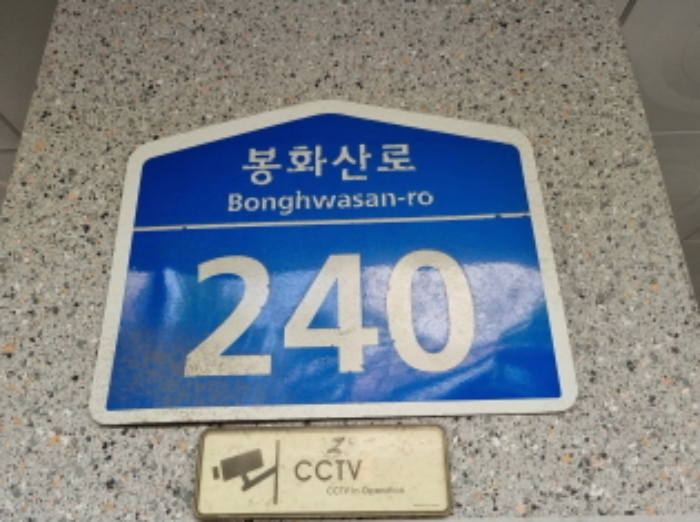 봉화산로
Bonghwasan-ro
240
CCTV
CCTV in Operation